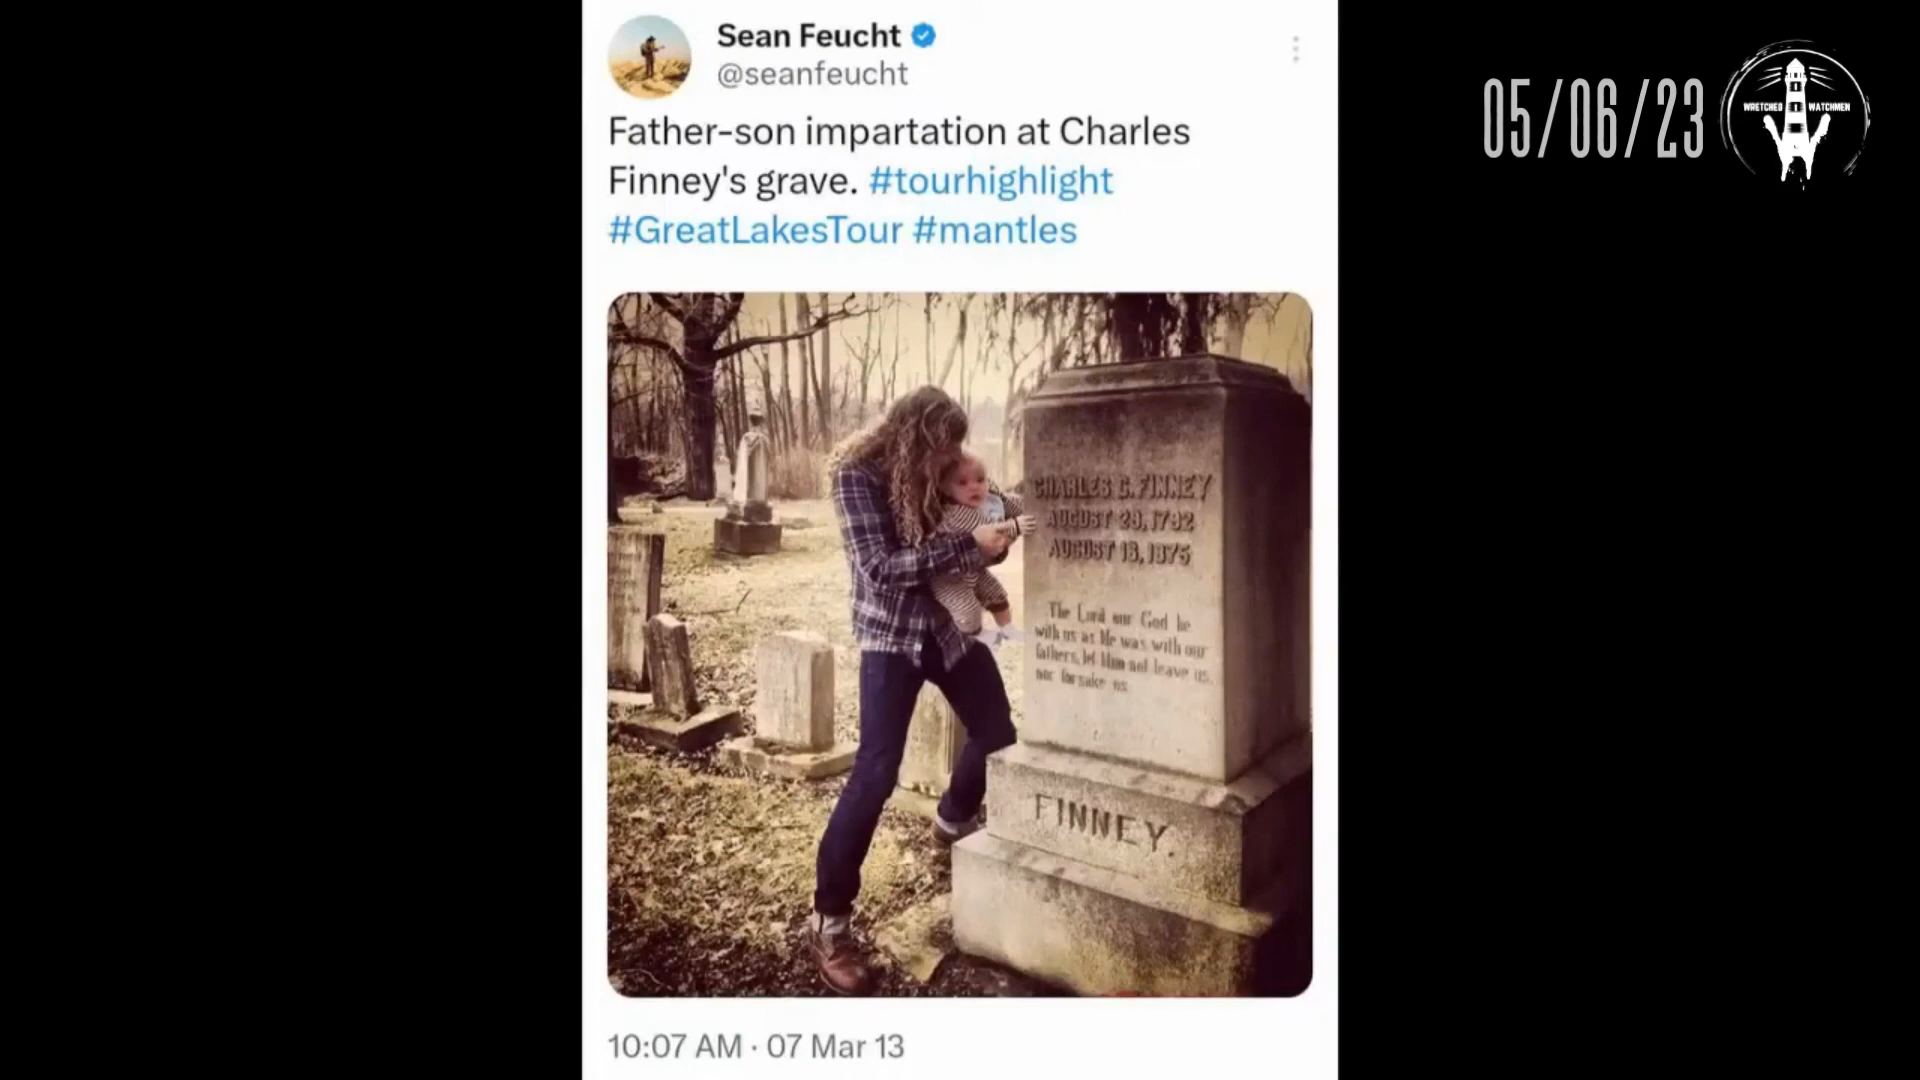 Sean Feucht
@seanfeucht
Father-son impartation at Charles
Finney's grave. #tourhighlight
#GreatLakesTour #mantles
CHARLES G. FINNEY
AUGUST 29, 1792
AUGUST 16, 1875
The Lord our God be
with us as He was with our
fathers, let Him not leave us,
nor forsake us
FINNEY.
10:07 AM · 07 Mar 13
05/06/23
WRETCHED WATCHMEN